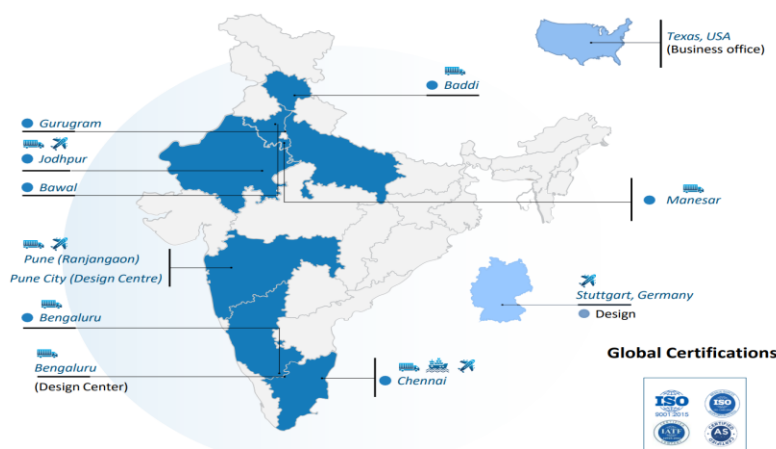 Texas, USA
(Business office)
Baddi
Gurugram
Jodhpur
Bawal
Manesar
Pune (Ranjangaon)
Pune City (Design Centre)
Stuttgart, Germany
Design
Bengaluru
Bengaluru
(Design Center)
Chennai
Global Certifications
ISO
9001:2015
ISO
IATF
AS